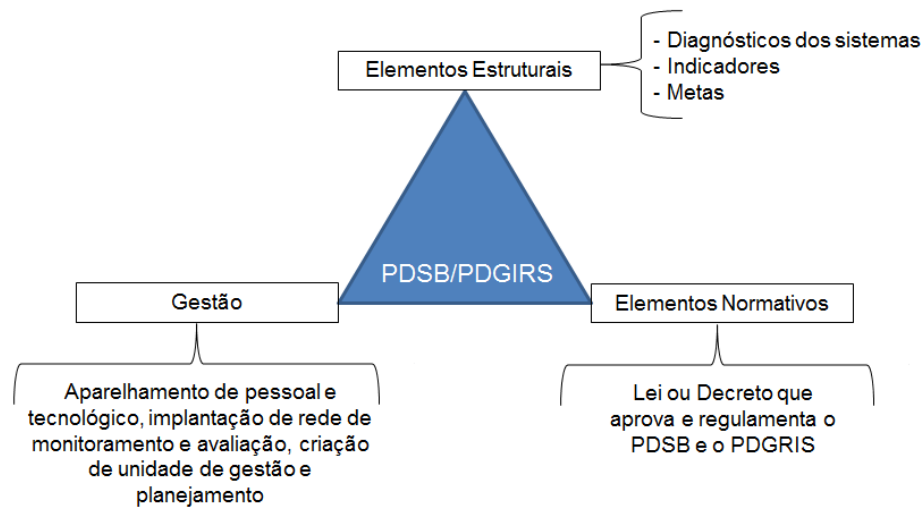 Elementos Estruturais
- Diagnósticos dos sistemas
- Indicadores
- Metas
PDSB/PDGIRS
Gestão
Elementos Normativos
Aparelhamento de pessoal e
tecnológico, implantação de rede de
monitoramento e avaliação, criação
de unidade de gestão e
planejamento
Lei ou Decreto que
aprova e regulamenta o
PDSB e o PDGRIS